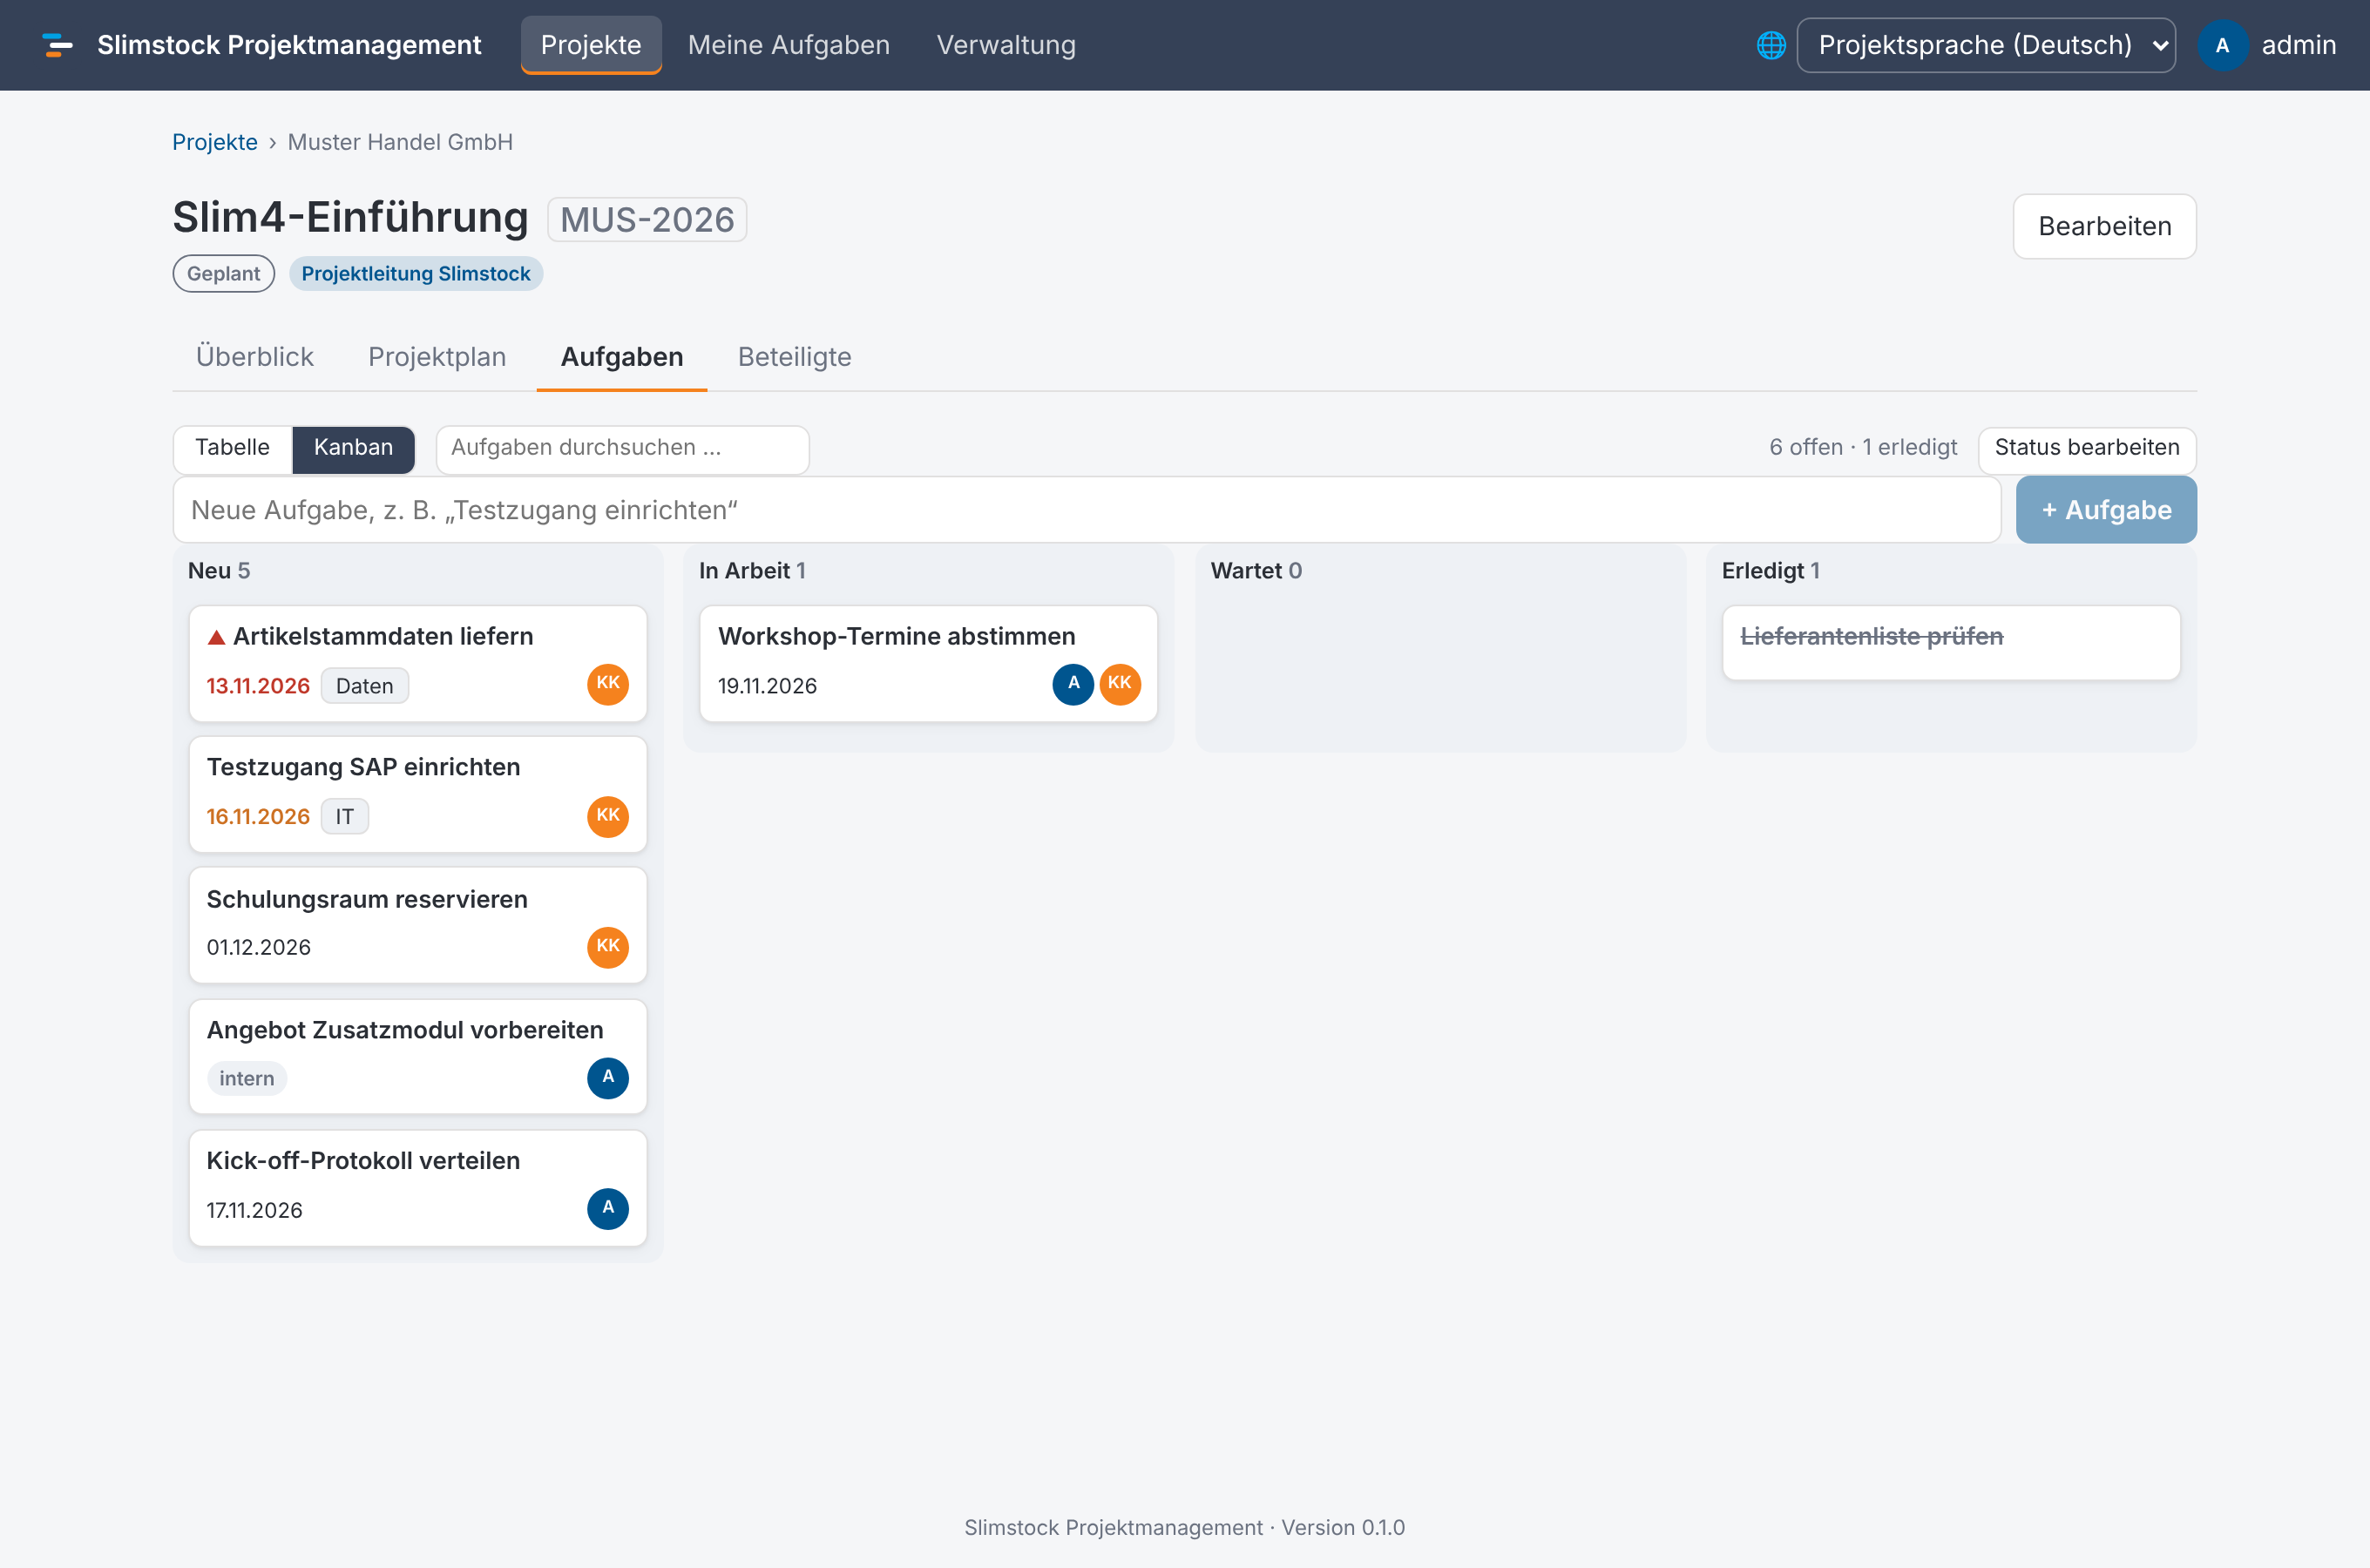 Slimstock Projektmanagement Projekte Meine Aufgaben Verwaltung Projektsprache (Deutsch) A admin
Projekte › Muster Handel GmbH
Slim4-Einführung MUS-2026 Bearbeiten
Geplant Projektleitung Slimstock
Überblick Projektplan Aufgaben Beteiligte
Tabelle Kanban Aufgaben durchsuchen ... 6 offen · 1 erledigt Status bearbeiten
Neue Aufgabe, z. B. „Testzugang einrichten“ + Aufgabe
Neu 5
Artikelstammdaten liefern
13.11.2026 Daten KK
Testzugang SAP einrichten
16.11.2026 IT KK
Schulungsraum reservieren
01.12.2026 KK
Angebot Zusatzmodul vorbereiten
intern A
Kick-off-Protokoll verteilen
17.11.2026 A
In Arbeit 1
Workshop-Termine abstimmen
19.11.2026 A KK
Wartet 0
Erledigt 1
Lieferantenliste prüfen
Slimstock Projektmanagement · Version 0.1.0